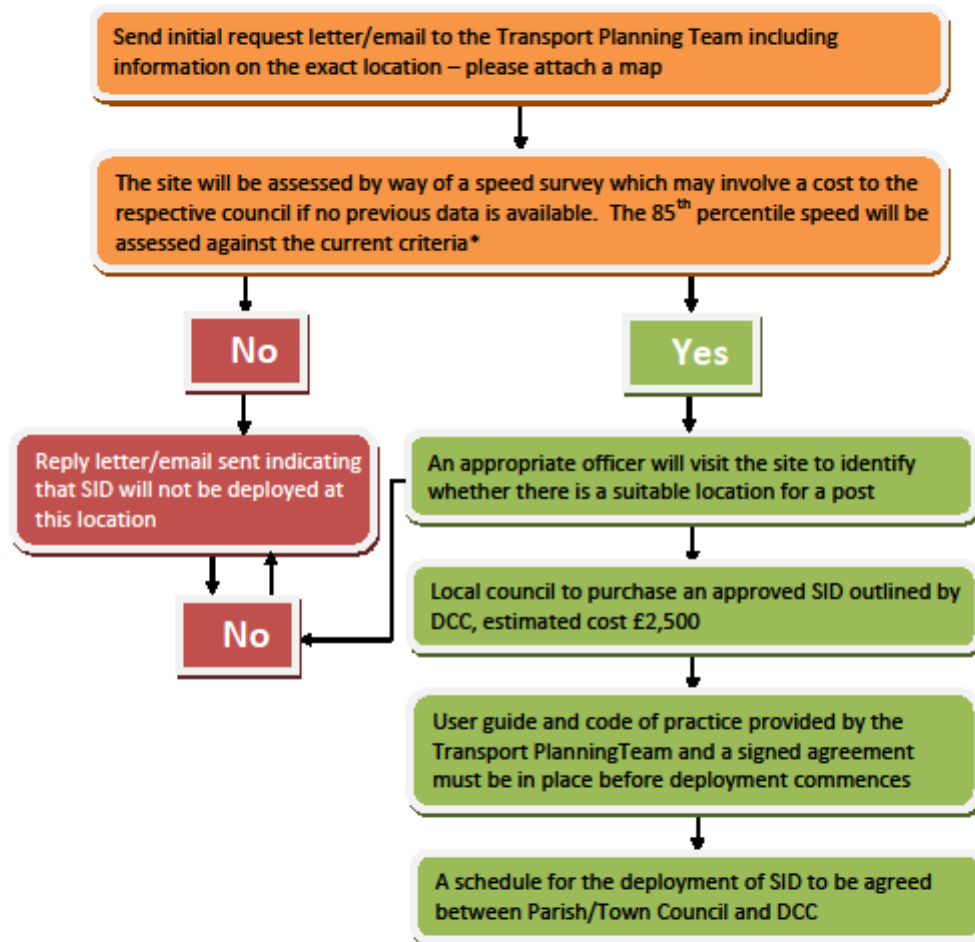 Send initial request letter/email to the Transport Planning Team including
information on the exact location – please attach a map
The site will be assessed by way of a speed survey which may involve a cost to the
respective council if no previous data is available. The 85th percentile speed will be
assessed against the current criteria*
No
Yes
Reply letter/email sent indicating
that SID will not be deployed at
this location
An appropriate officer will visit the site to identify
whether there is a suitable location for a post
No
Local council to purchase an approved SID outlined by
DCC, estimated cost £2,500
User guide and code of practice provided by the
Transport PlanningTeam and a signed agreement
must be in place before deployment commences
A schedule for the deployment of SID to be agreed
between Parish/Town Council and DCC